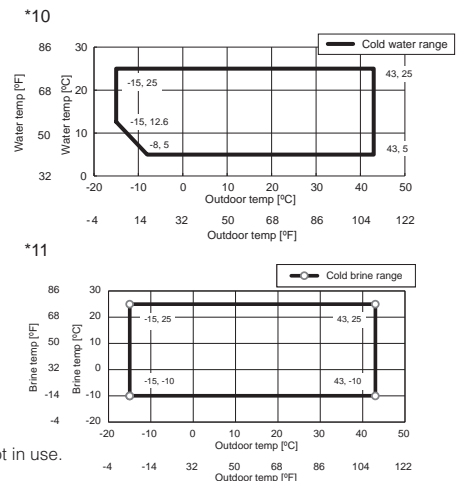 *10
Cold water range
86 30
68 20
50 10
32 0
Water temp [ºF]
Water temp [ºC]
-15, 25
43, 25
-15, 12.6
-8, 5
43, 5
-20 -10 0 10 20 30 40 50
Outdoor temp [ºC]
-4 14 32 50 68 86 104 122
Outdoor temp [ºF]
*11
Cold brine range
86 30
68 20
50 10
32 0
-14 -10
-4 -20
Brine temp [ºF]
Brine temp [ºC]
-15, 25
43, 25
-15, -10
43, -10
-20 -10 0 10 20 30 40 50
Outdoor temp [ºC]
-4 -14 32 50 68 86 104 122
Outdoor temp [ºF]
in use.